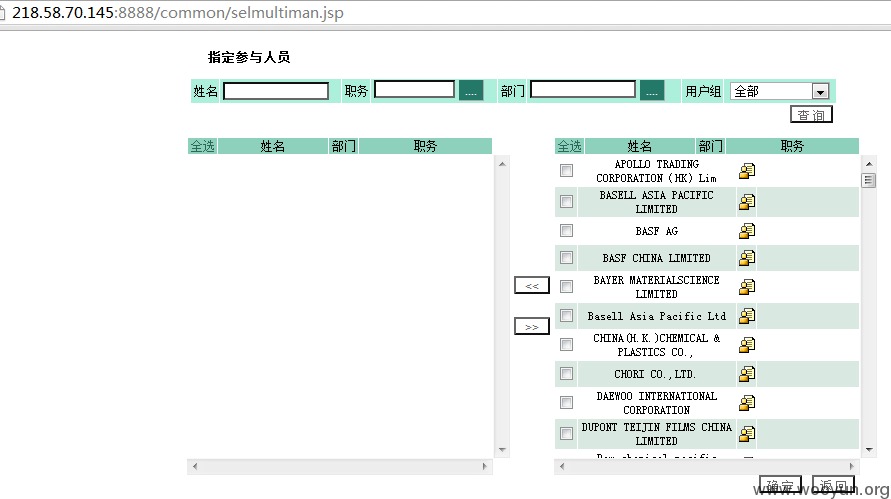 218.58.70.145:8888/common/selmultiman.jsp
指定参与人员
姓名 职务 .... 部门 .... 用户组 全部
查询
全选 姓名 部门 职务
全选 姓名 部门 职务
APOLLO TRADING
CORPORATION (HK) Lim
BASELL ASIA PACIFIC
LIMITED
BASF AG
BASF CHINA LIMITED
BAYER MATERIALSCIENCE
LIMITED
<<
Basell Asia Pacific Ltd
>>
CHINA(H.K.)CHEMICAL &
PLASTICS CO.,
CHORI CO.,LTD.
DAEWOO INTERNATIONAL
CORPORATION
DUPONT TEIJIN FILMS CHINA
LIMITED
确定 返回
www.wooyun.org